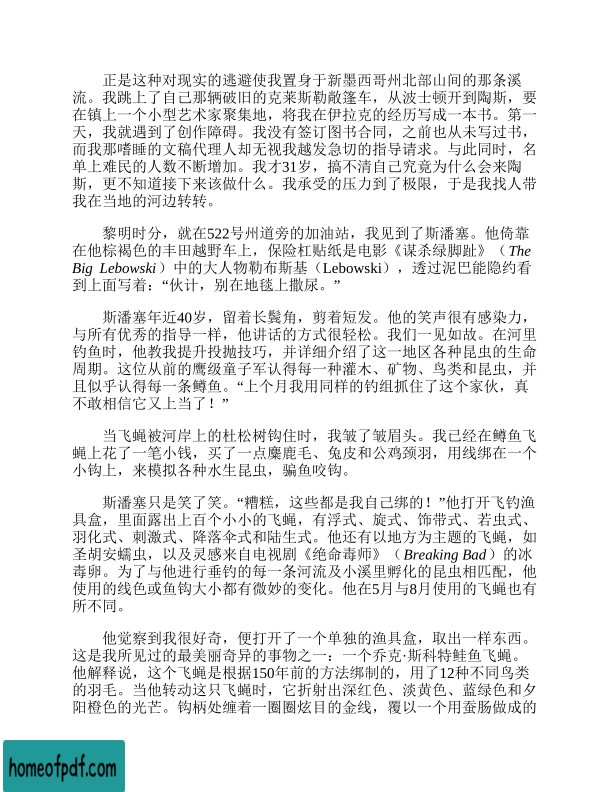 正是这种对现实的逃避使我置身于新墨西哥州北部山间的那条溪
流。我跳上了自己那辆破旧的克莱斯勒敞篷车，从波士顿开到陶斯，要
在镇上一个小型艺术家聚集地，将我在伊拉克的经历写成一本书。第一
天，我就遇到了创作障碍。我没有签订图书合同，之前也从未写过书，
而我那嗜睡的文稿代理人却无视我越发急切的指导请求。与此同时，名
单上难民的人数不断增加。我才31岁，搞不清自己究竟为什么会来陶
斯，更不知道接下来该做什么。我承受的压力到了极限，于是我找人带
我在当地的河边转转。
黎明时分，就在522号州道旁的加油站，我见到了斯潘塞。他倚靠
在他棕褐色的丰田越野车上，保险杠贴纸是电影《谋杀绿脚趾》（The
Big Lebowski）中的大人物勒布斯基（Lebowski），透过泥巴能隐约看
到上面写着：“伙计，别在地毯上撒尿。”
斯潘塞年近40岁，留着长鬓角，剪着短发。他的笑声很有感染力，
与所有优秀的指导一样，他讲话的方式很轻松。我们一见如故。在河里
钓鱼时，他教我提升投抛技巧，并详细介绍了这一地区各种昆虫的生命
周期。这位从前的鹰级童子军认得每一种灌木、矿物、鸟类和昆虫，并
且似乎认得每一条鳟鱼。“上个月我用同样的钓组抓住了这个家伙，真
不敢相信它又上当了！”
当飞蝇被河岸上的杜松树钩住时，我皱了皱眉头。我已经在鳟鱼飞
蝇上花了一笔小钱，买了一点麋鹿毛、兔皮和公鸡颈羽，用线绑在一个
小钩上，来模拟各种水生昆虫，骗鱼咬钩。
斯潘塞只是笑了笑。“糟糕，这些都是我自己绑的！”他打开飞钓渔
具盒，里面露出上百个小小的飞蝇，有浮式、旋式、饰带式、若虫式、
羽化式、刺激式、降落伞式和陆生式。他还有以地方为主题的飞蝇，如
圣胡安蠕虫，以及灵感来自电视剧《绝命毒师》（Breaking Bad）的冰
毒卵。为了与他进行垂钓的每一条河流及小溪里孵化的昆虫相匹配，他
使用的线色或鱼钩大小都有微妙的变化。他在5月与8月使用的飞蝇也有
所不同。
他觉察到我很好奇，便打开了一个单独的渔具盒，取出一样东西。
这是我所见过的最美丽奇异的事物之一：一个乔克·斯科特鲑鱼飞蝇。
他解释说，这个飞蝇是根据150年前的方法绑制的，用了12种不同鸟类
的羽毛。当他转动这只飞蝇时，它折射出深红色、淡黄色、蓝绿色和夕
阳橙色的光芒。钩柄处缠着一圈圈炫目的金线，覆以一个用蚕肠做成的
homeofpdf.com